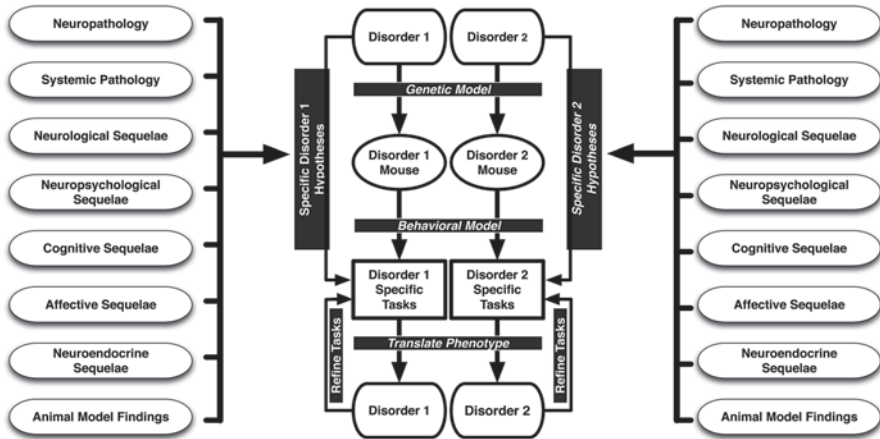 Neuropathology
Systemic Pathology
Neurological Sequelae
Neuropsychological
Sequelae
Cognitive Sequelae
Affective Sequelae
Neuroendocrine
Sequelae
Animal Model Findings
Specific Disorder 1
Hypotheses
Disorder 1
Disorder 2
Genetic Model
Disorder 1
Mouse
Disorder 2
Mouse
Behavioral Model
Disorder 1
Specific
Tasks
Disorder 2
Specific
Tasks
Refine Tasks
Translate Phenotype
Refine Tasks
Disorder 1
Disorder 2
Specific Disorder 2
Hypotheses
Neuropathology
Systemic Pathology
Neurological Sequelae
Neuropsychological
Sequelae
Cognitive Sequelae
Affective Sequelae
Neuroendocrine
Sequelae
Animal Model Findings